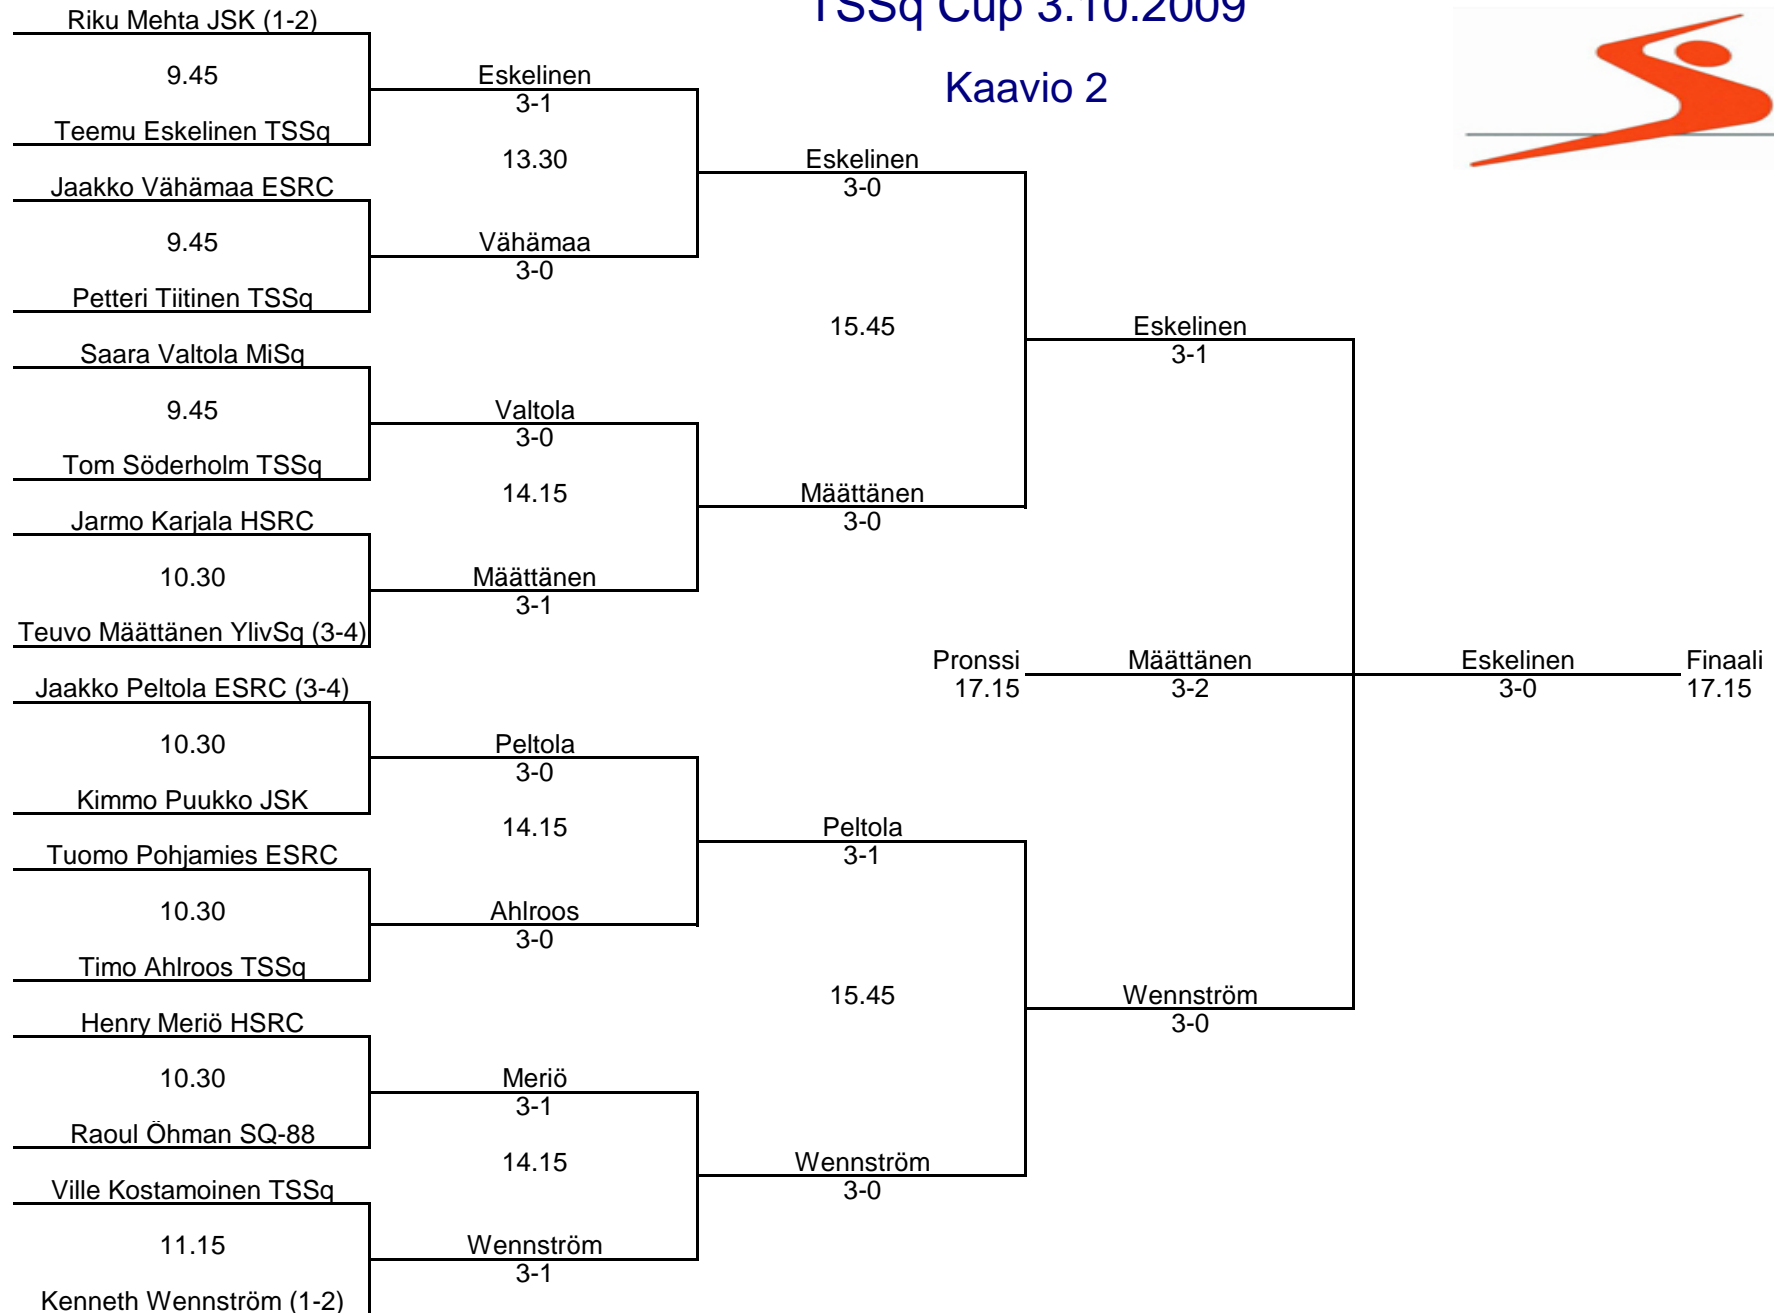 TSSq Cup 3.10.2009
Kaavio 2
Riku Mehta JSK (1-2)
9.45
Teemu Eskelinen TSSq
Jaakko Vähämaa ESRC
9.45
Petteri Tiitinen TSSq
Saara Valtola MiSq
9.45
Tom Söderholm TSSq
Jarmo Karjala HSRC
10.30
Teuvo Määttänen YlivSq (3-4)
Jaakko Peltola ESRC (3-4)
10.30
Kimmo Puukko JSK
Tuomo Pohjamies ESRC
10.30
Timo Ahlroos TSSq
Henry Meriö HSRC
10.30
Raoul Öhman SQ-88
Ville Kostamoinen TSSq
11.15
Kenneth Wennström (1-2)
Eskelinen
3-1
13.30
Vähämaa
3-0
Valtola
3-0
14.15
Määttänen
3-1
Peltola
3-0
14.15
Ahlroos
3-0
Meriö
3-1
14.15
Wennström
3-1
Eskelinen
3-0
15.45
Määttänen
3-0
Peltola
3-1
15.45
Wennström
3-0
Eskelinen
3-1
Pronssi
17.15
Määttänen
3-2
Wennström
3-0
Eskelinen
3-0
Finaali
17.15